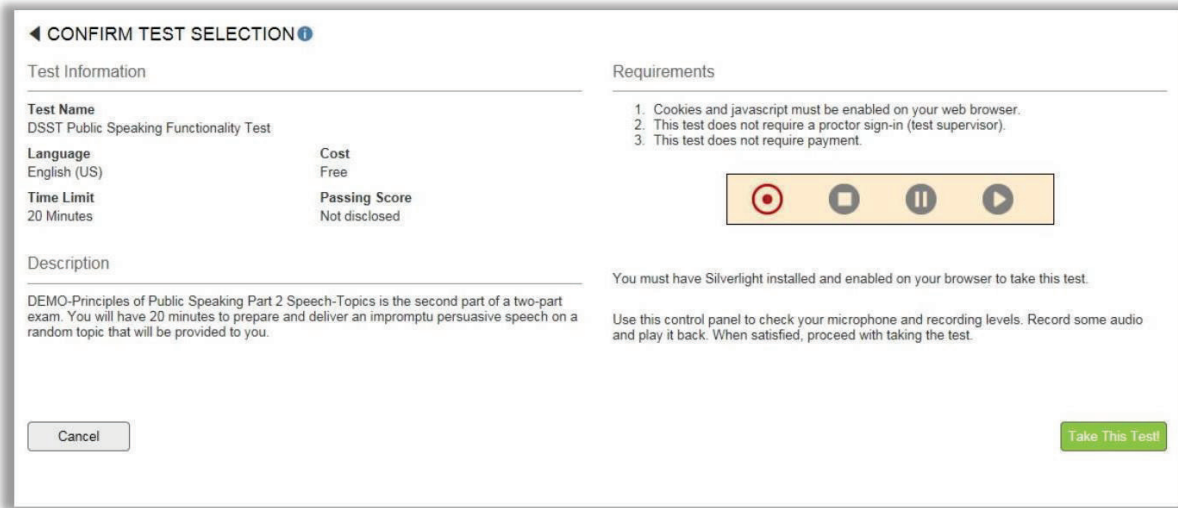 CONFIRM TEST SELECTION
Test Information
Test Name
DSST Public Speaking Functionality Test
Language
English (US)
Cost
Free
Time Limit
20 Minutes
Passing Score
Not disclosed
Description
DEMO-Principles of Public Speaking Part 2 Speech-Topics is the second part of a two-part
exam. You will have 20 minutes to prepare and deliver an impromptu persuasive speech on a
random topic that will be provided to you.
Requirements
1. Cookies and javascript must be enabled on your web browser.
2. This test does not require a proctor sign-in (test supervisor).
3. This test does not require payment.
You must have Silverlight installed and enabled on your browser to take this test.
Use this control panel to check your microphone and recording levels. Record some audio
and play it back. When satisfied, proceed with taking the test.
Cancel
Take This Test!